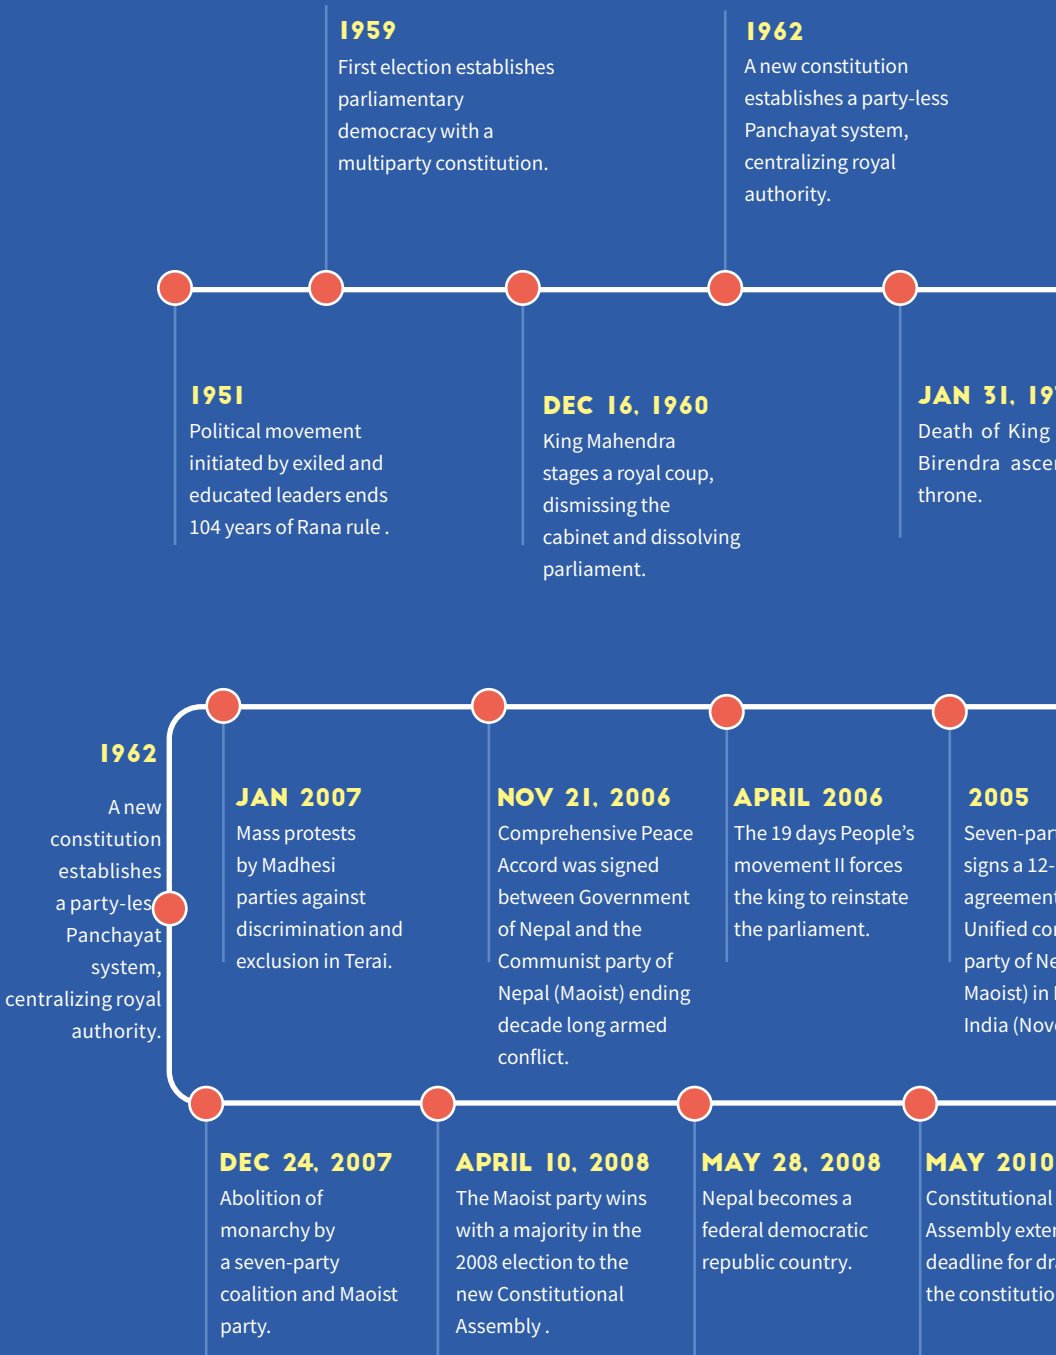 1959
First election establishes
parliamentary
democracy with a
multiparty constitution.
1962
A new constitution
establishes a party-less
Panchayat system,
centralizing royal
authority.
1951
Political movement
initiated by exiled and
educated leaders ends
104 years of Rana rule .
DEC 16, 1960
King Mahendra
stages a royal coup,
dismissing the
cabinet and dissolving
parliament.
JAN 31,
Death of King
Birendra
throne.
1962
A new
constitution
establishes
a
Panchayat
system,
centralizing royal
authority.
JAN 2007
Mass protests
by Madhesi
parties against
discrimination and
exclusion in Terai.
NOV 21, 2006
Comprehensive Peace
Accord was signed
between Government
of Nepal and the
Communist party of
Nepal (Maoist) ending
decade long armed
conflict.
APRIL 2006
The 19 days People’s
movement II forces
the king to reinstate
the parliament.
2005
signs a 12-
agreement
Unified
party of
Maoist) in
India
DEC 24, 2007
Abolition of
monarchy by
a seven-party
coalition and Maoist
party.
APRIL 10, 2008
The Maoist party wins
with a majority in the
2008 election to the
new Constitutional
Assembly .
MAY 28, 2008
Nepal becomes a
federal democratic
republic country.
MAY 2010
Constitutional
Assembly
deadline for
the